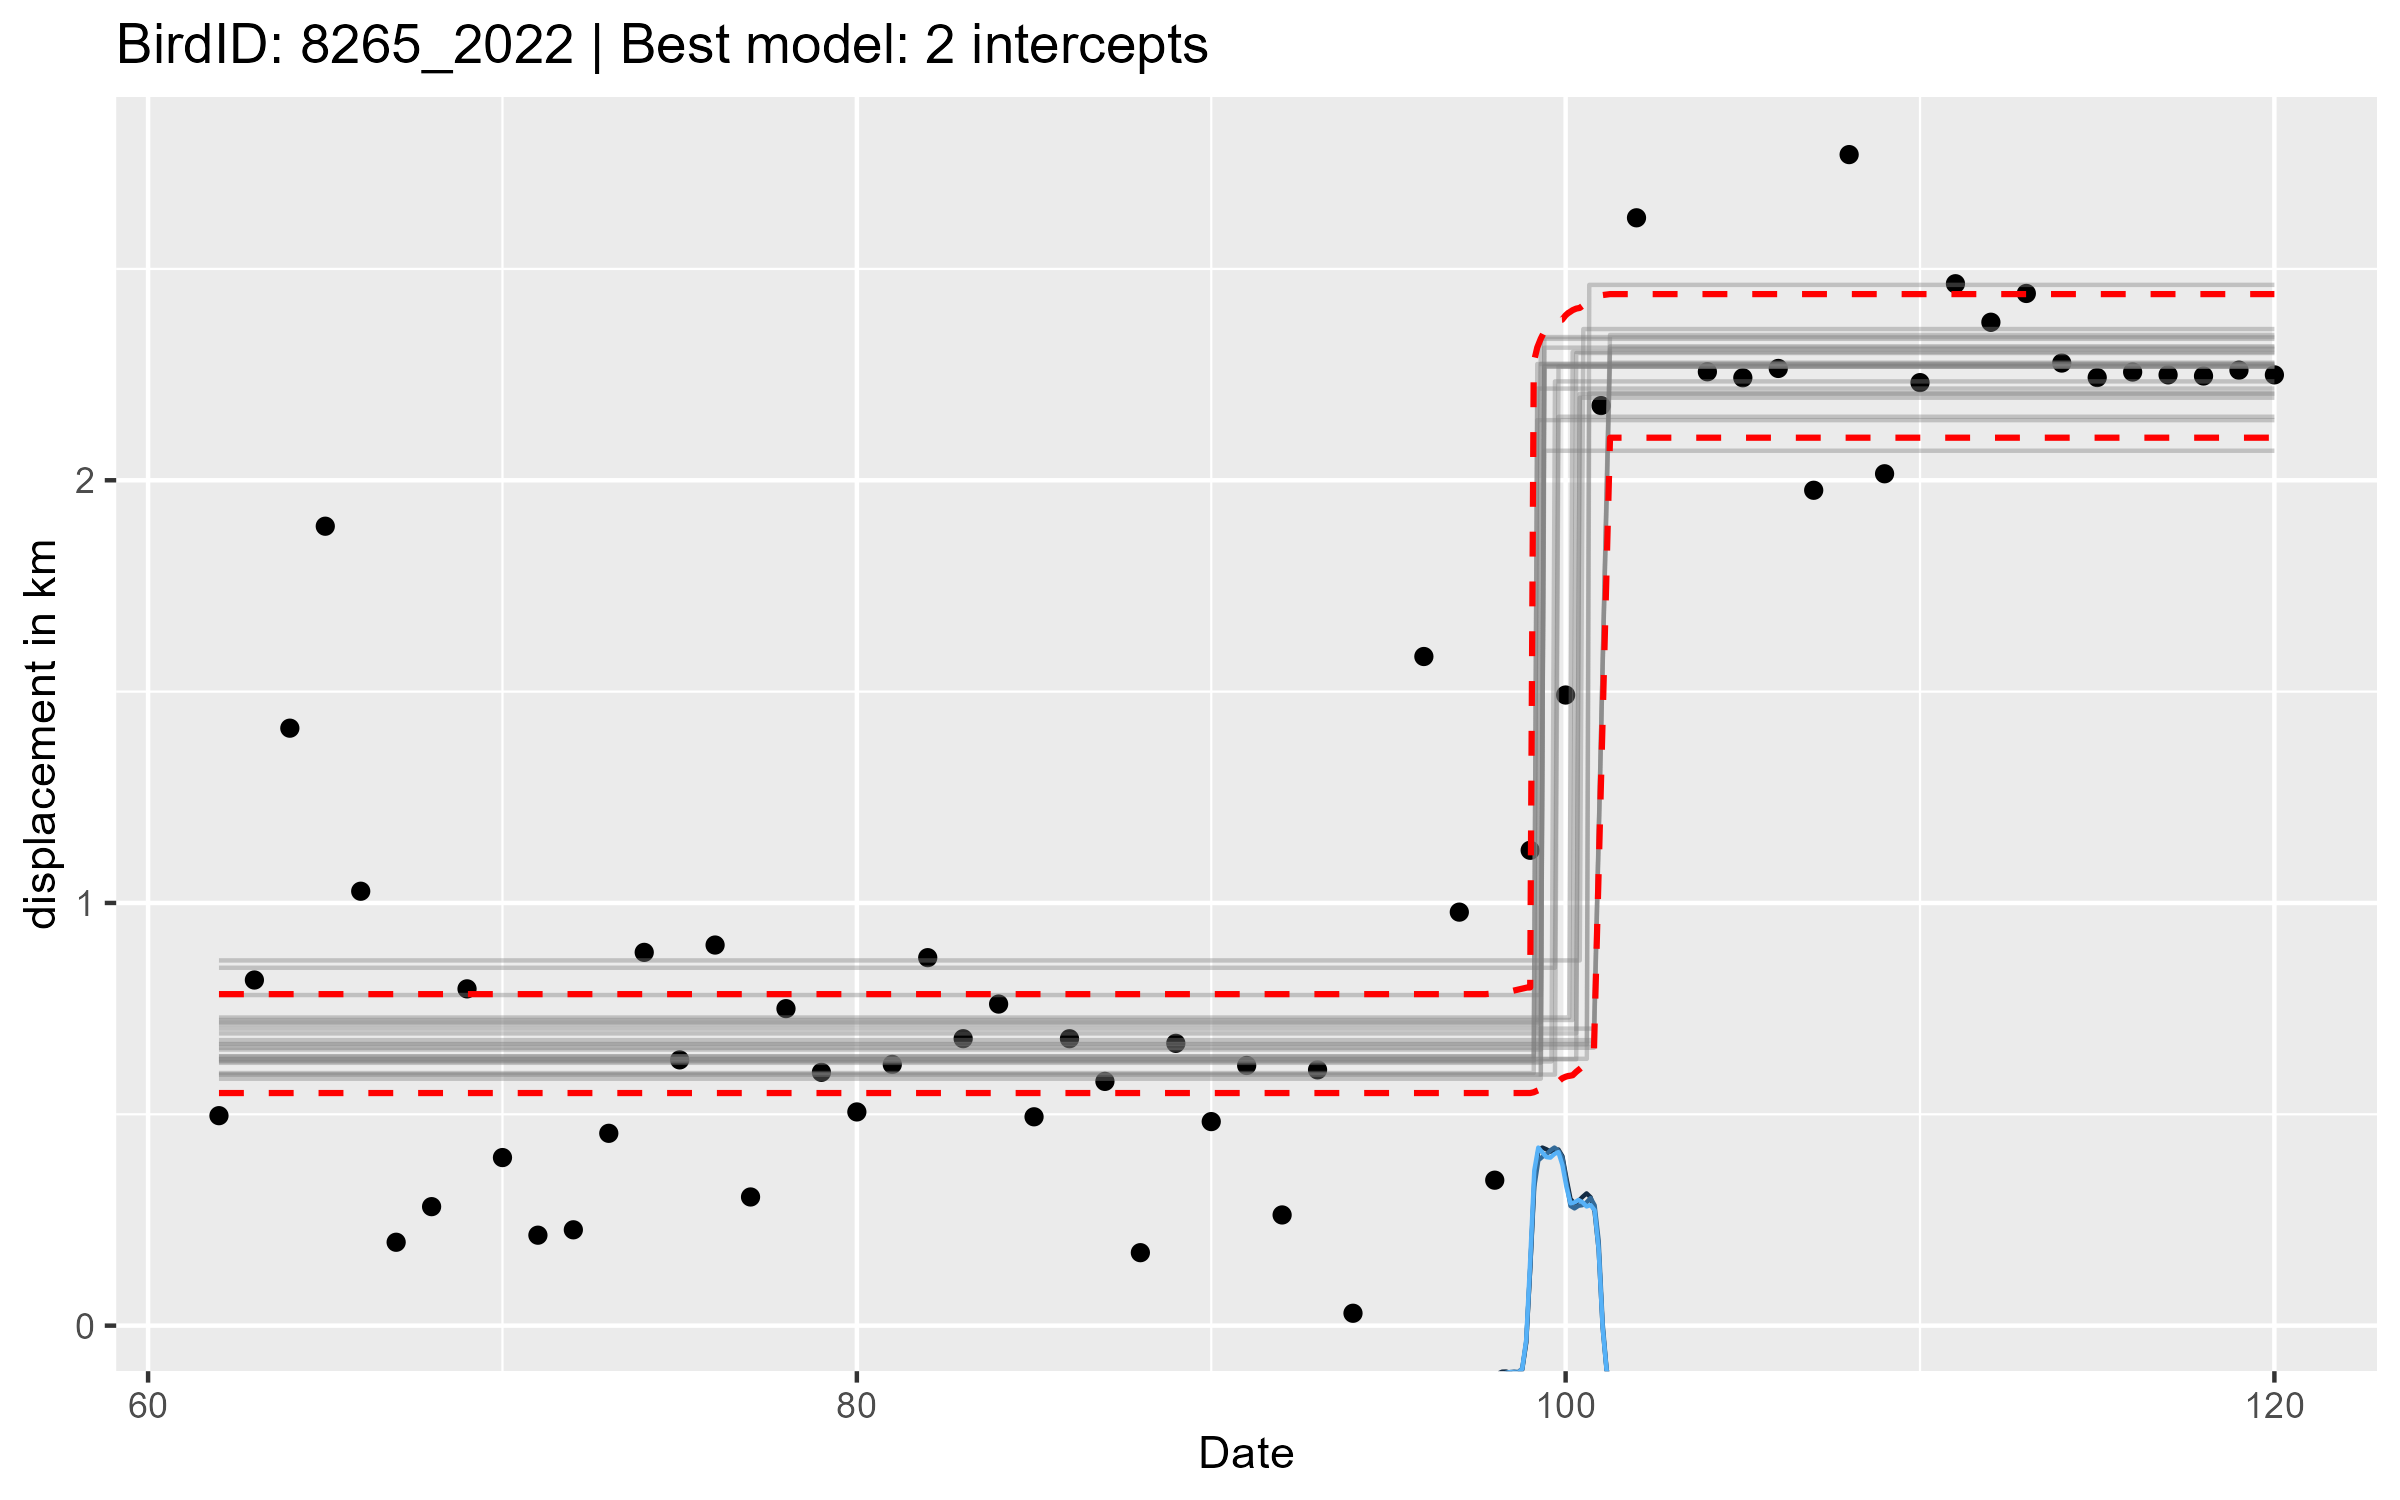 BirdID: 8265_2022 | Best model: 2 intercepts
displacement in km
2
1
0
60 80 100 120
Date